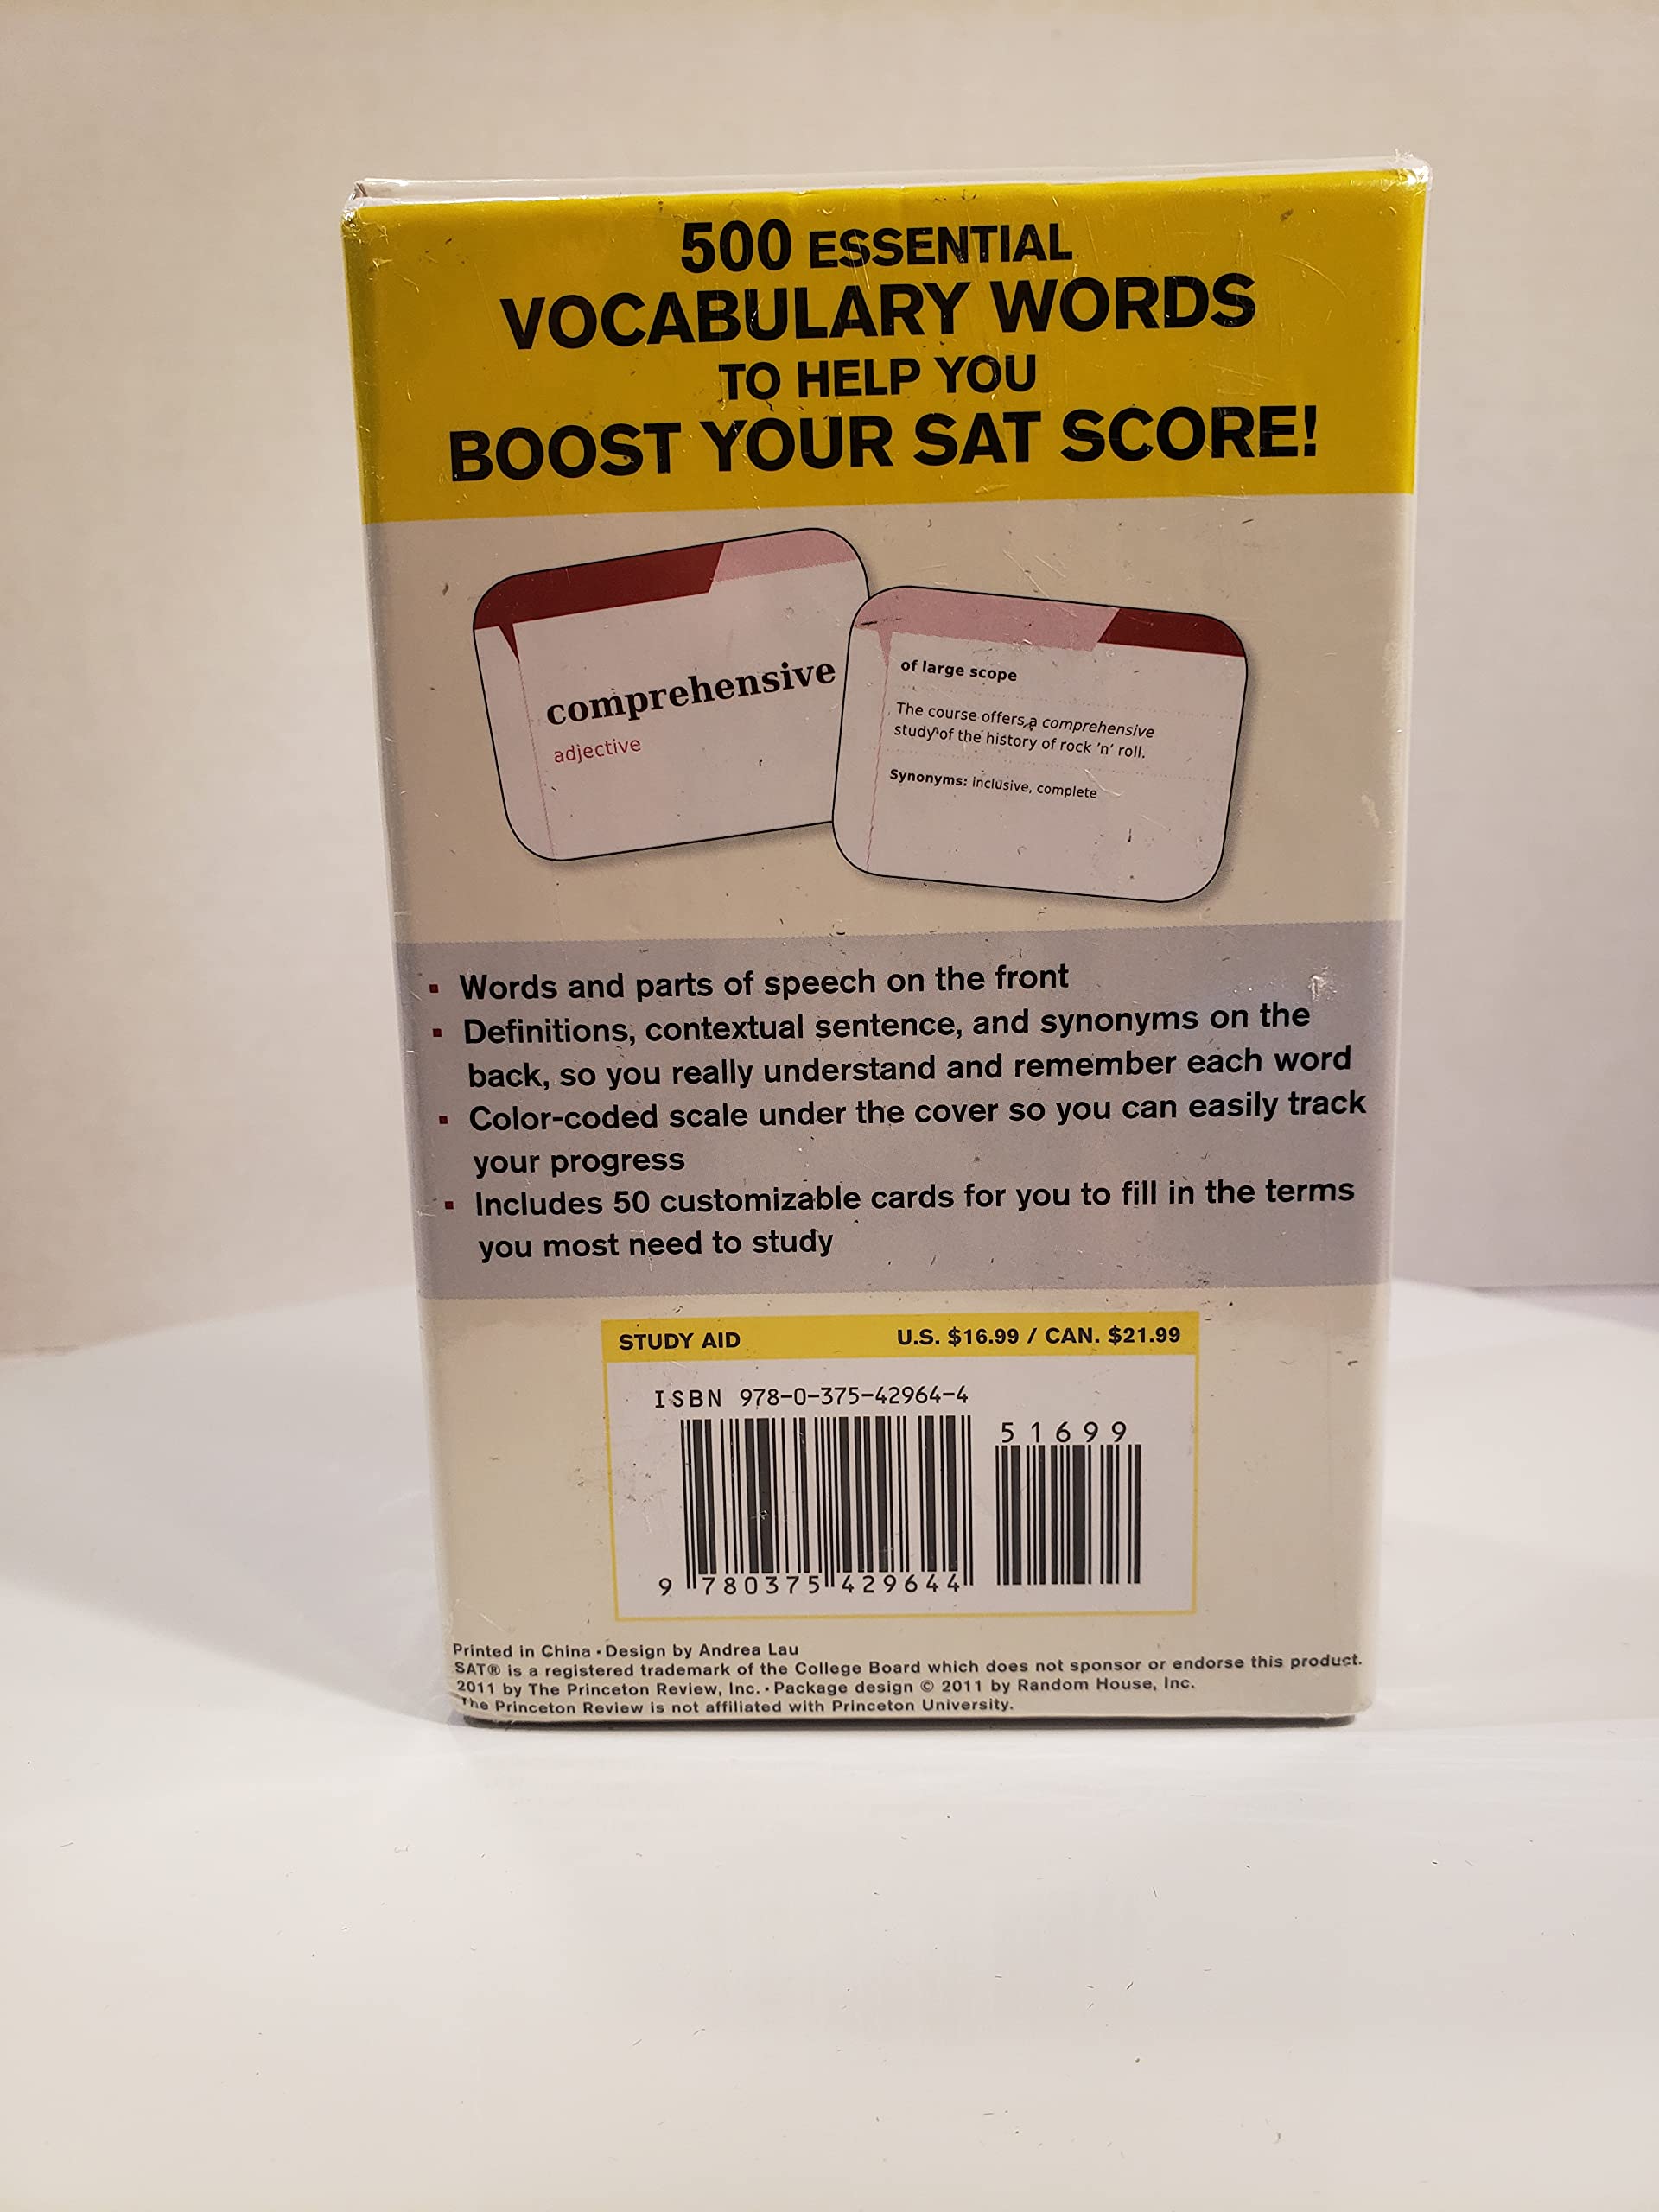 500 ESSENTIAL
VOCABULARY WORDS
TO HELP YOU
BOOST YOUR SAT SCORE!
comprehensive
adjective
of large scope
The course offers a comprehensive
study of the history of rock 'n' roll.
Synonyms: inclusive, complete
▪ Words and parts of speech on the front
▪ Definitions, contextual sentence, and synonyms on the
back, so you really understand and remember each word
▪ Color-coded scale under the cover so you can easily track
your progress
▪ Includes 50 customizable cards for you to fill in the terms
you most need to study
STUDY AID U.S. $16.99 / CAN. $21.99
ISBN 978-0-375-42964-4
51699
9 780375 429644
Printed in China • Design by Andrea Lau
SAT® is a registered trademark of the College Board which does not sponsor or endorse this product.
2011 by The Princeton Review, Inc. • Package design © 2011 by Random House, Inc.
The Princeton Review is not affiliated with Princeton University.